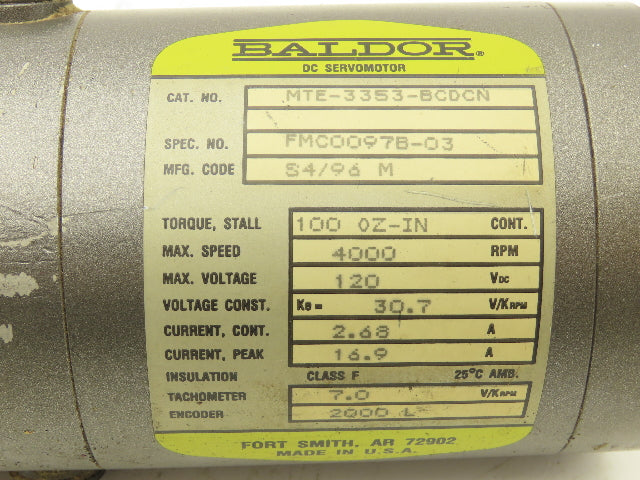 BALDOR®
DC SERVOMOTOR
CAT. NO. MTE-3353-BCDCN
SPEC. NO. FMC0097B-03
MFG. CODE S4/96 M
TORQUE, STALL 100 OZ-IN CONT.
MAX. SPEED 4000 RPM
MAX. VOLTAGE 120 VDC
VOLTAGE CONST. Ke = 30.7 V/KRPM
CURRENT, CONT. 2.68 A
CURRENT, PEAK 16.9 A
INSULATION CLASS F 25°C AMB.
TACHOMETER 7.0 V/KRPM
ENCODER 2000 L
FORT SMITH, AR 72902
MADE IN U.S.A.